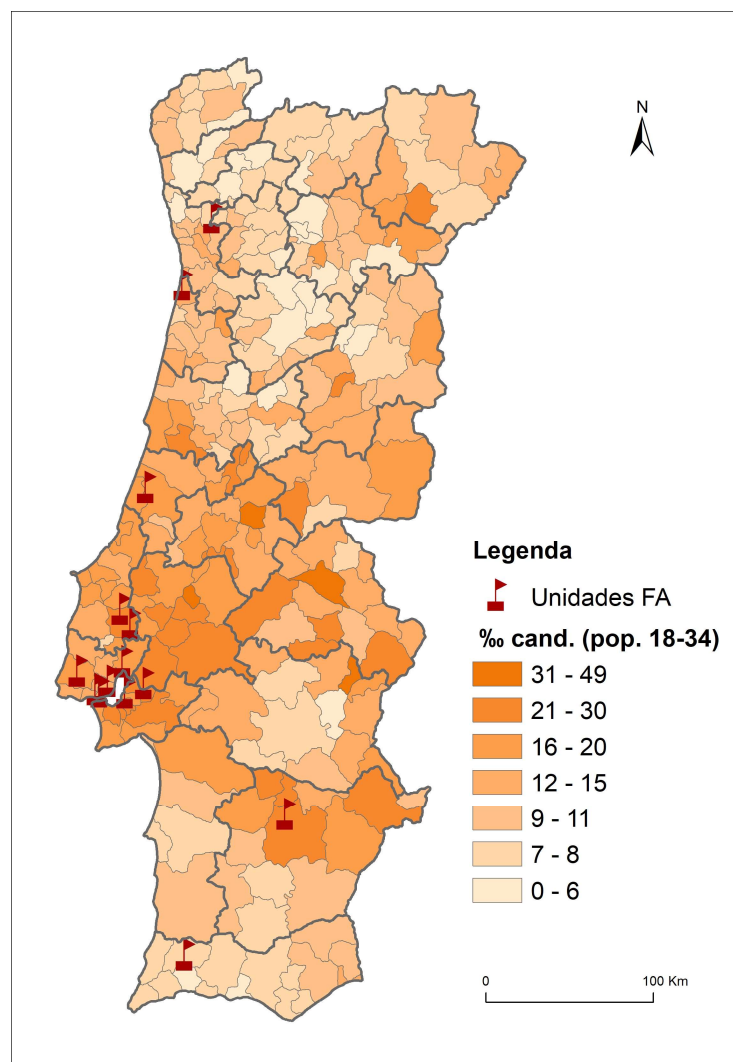 N
Legenda
Unidades FA
‰ cand. (pop. 18-34)
31 - 49
21 - 30
16 - 20
12 - 15
9 - 11
7 - 8
0 - 6
0 100 Km